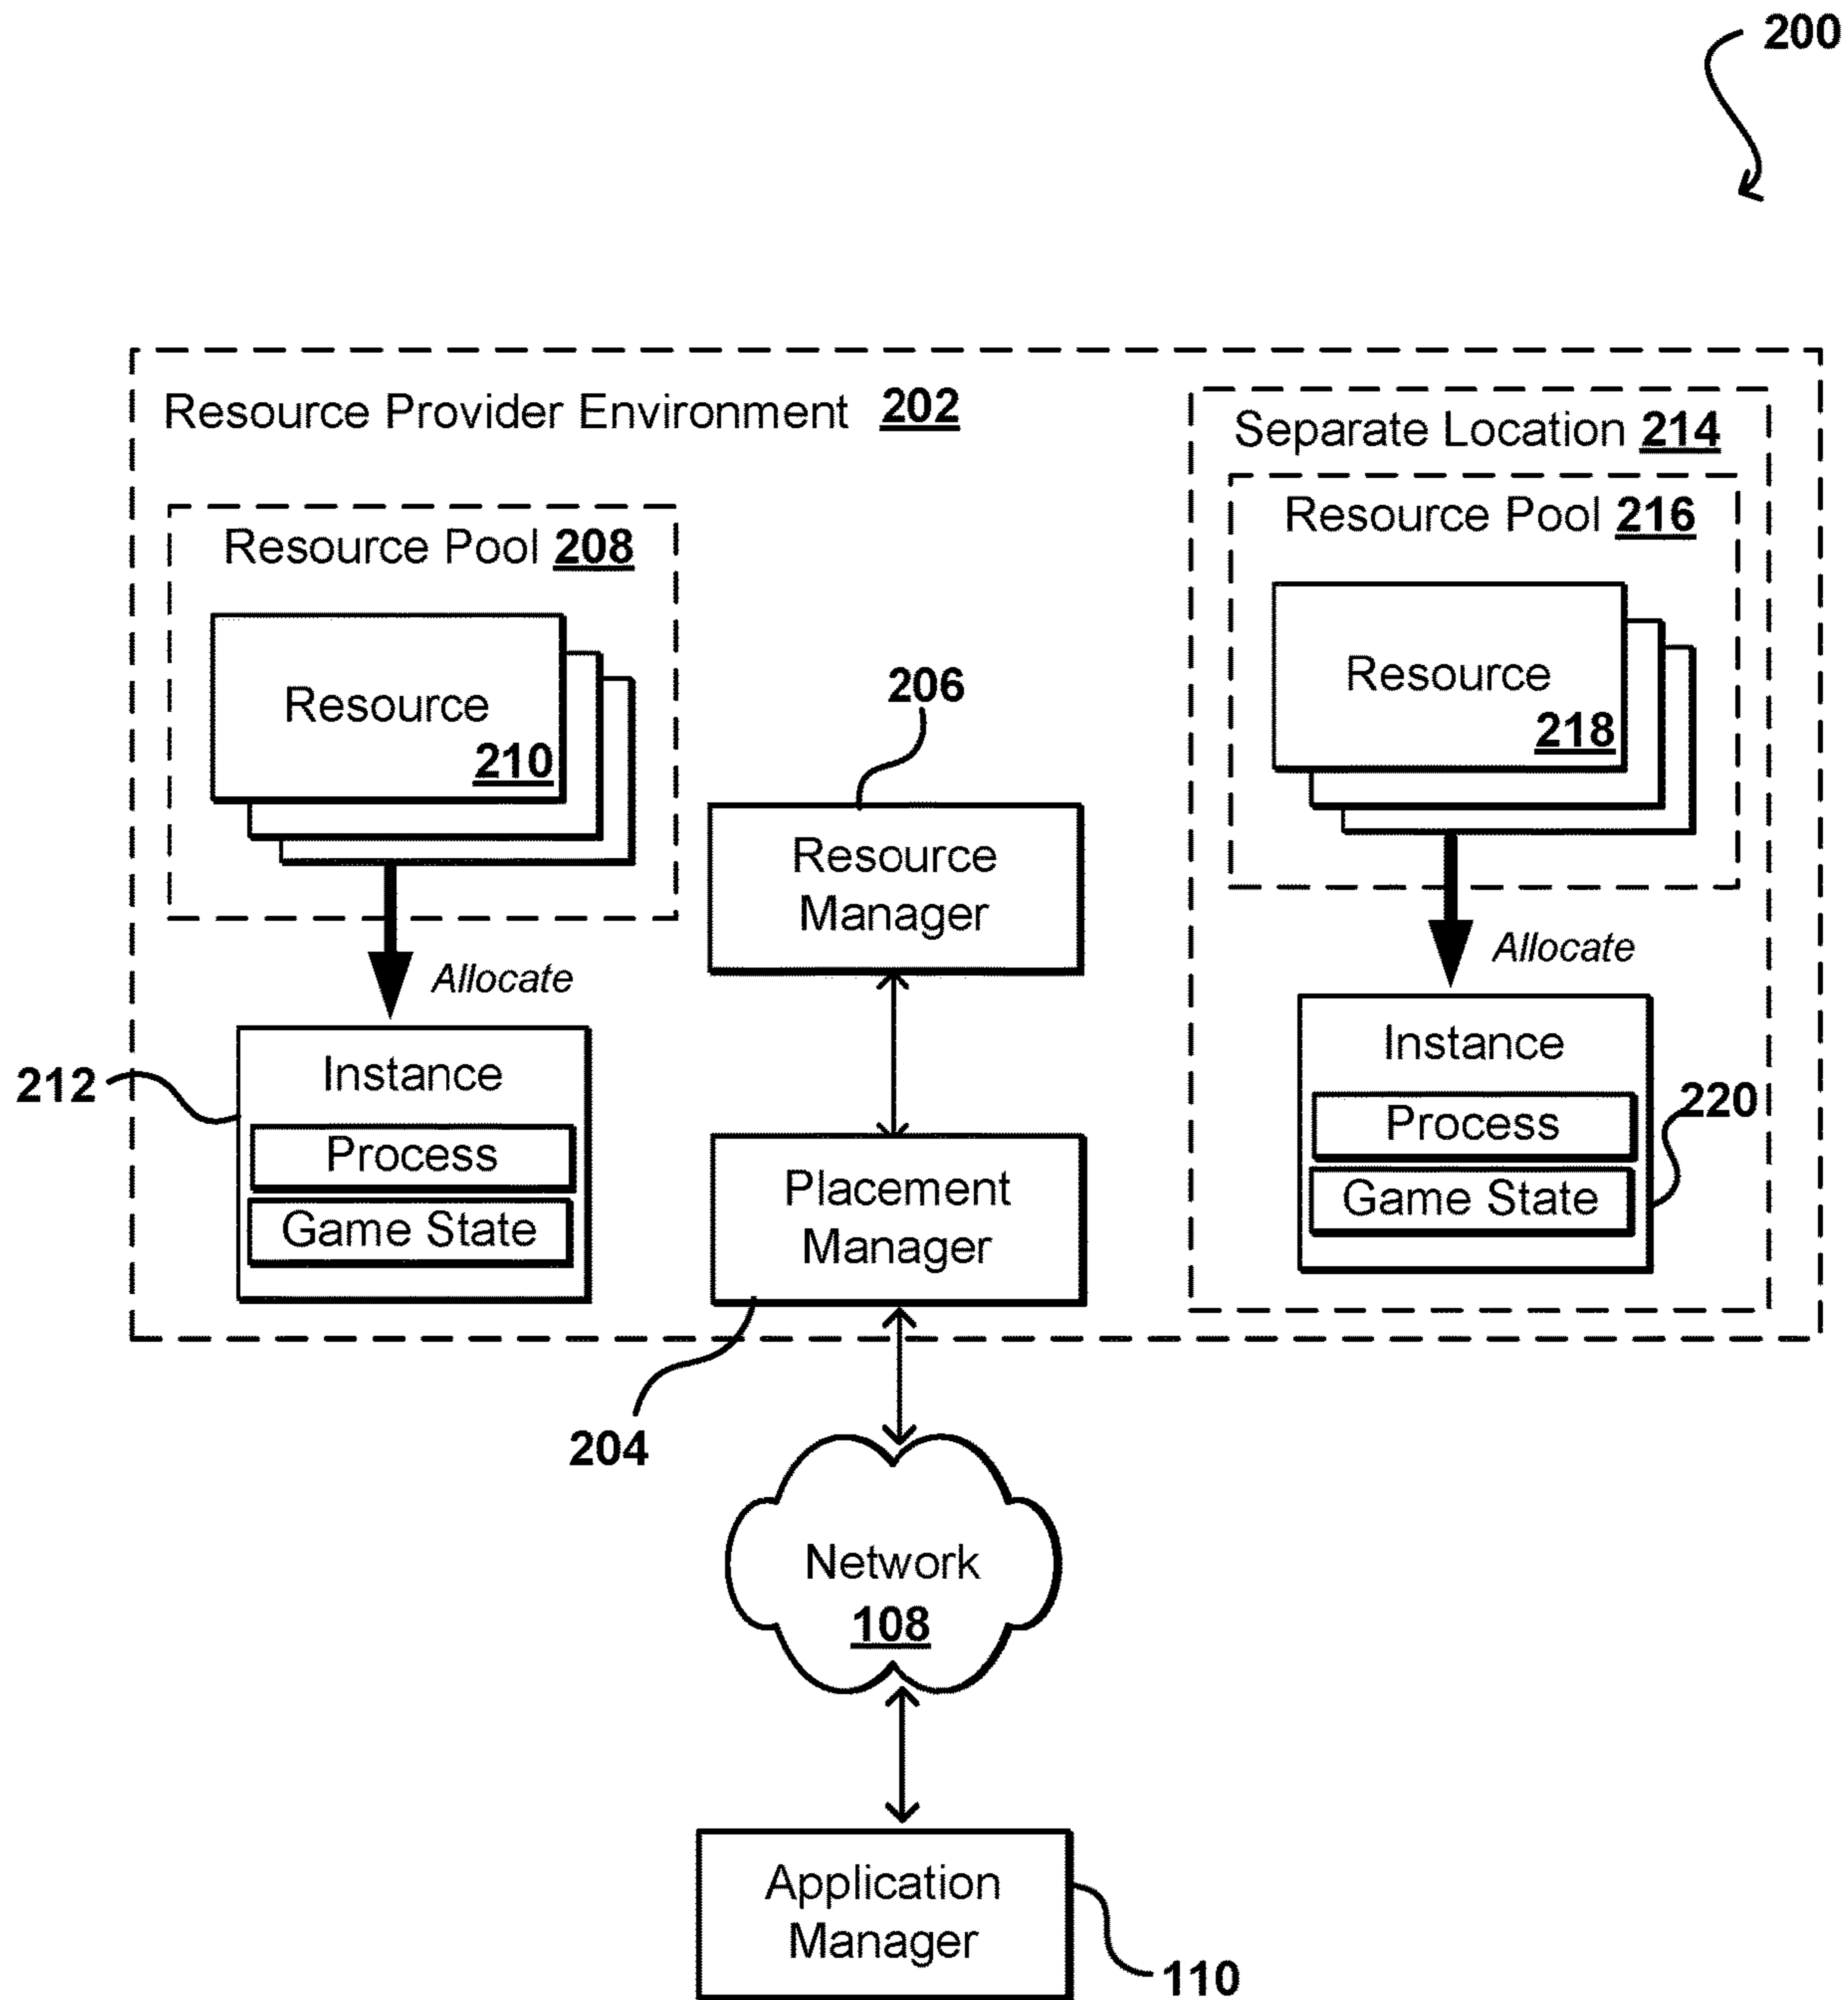 200
Resource Provider Environment 202
Separate Location 214
Resource Pool 208
Resource Pool 216
Resource
210
Resource
218
206
Resource
Manager
Allocate
Allocate
212
Instance
Process
Game State
Instance
Process
Game State
220
Placement
Manager
204
Network
108
Application
Manager
110